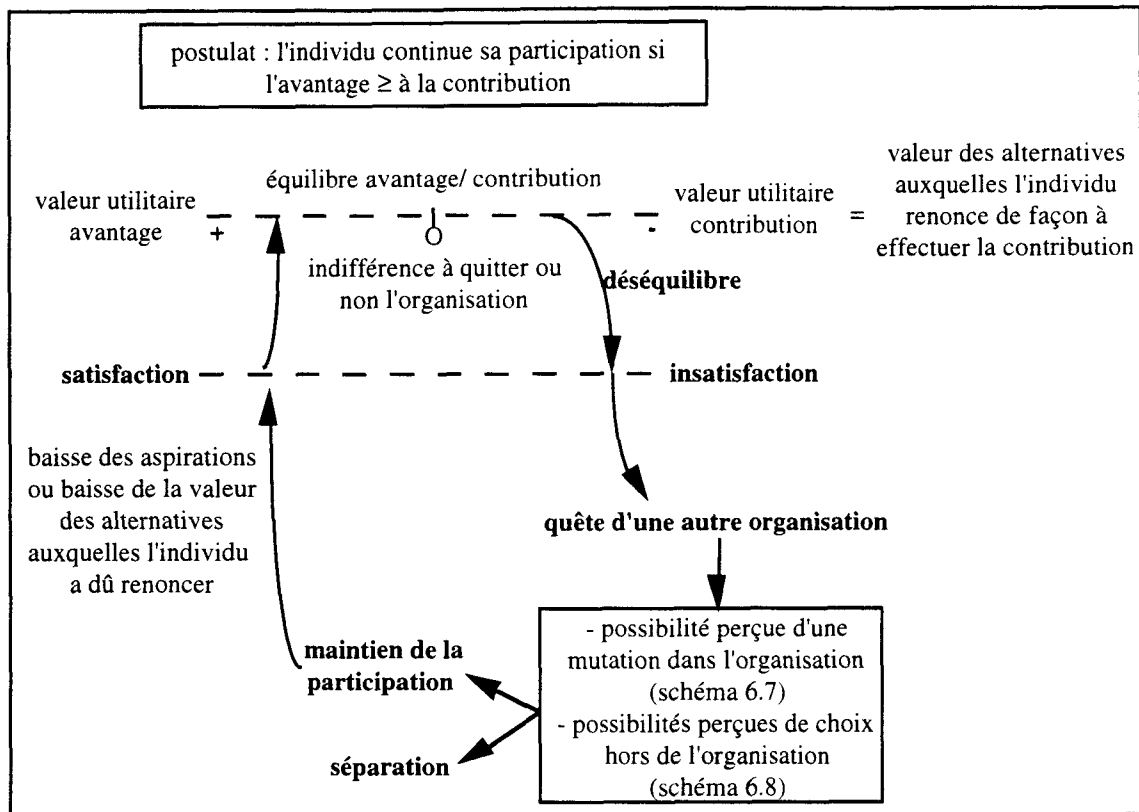 postulat : l'individu continue sa participation si
l'avantage ≥ à la contribution
équilibre avantage/ contribution
valeur utilitaire
avantage
+
O
-
valeur utilitaire
contribution
=
valeur des alternatives
auxquelles l'individu
renonce de façon à
effectuer la contribution
indifférence à quitter ou
non l'organisation
déséquilibre
satisfaction
insatisfaction
baisse des aspirations
ou baisse de la valeur
des alternatives
auxquelles l'individu
a dû renoncer
quête d'une autre organisation
- possibilité perçue d'une
mutation dans l'organisation
(schéma 6.7)
- possibilités perçues de choix
hors de l'organisation
(schéma 6.8)
maintien de la
participation
séparation